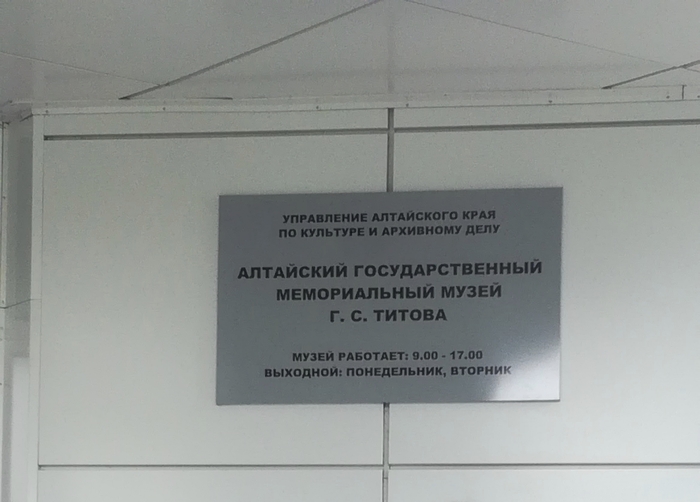 УПРАВЛЕНИЕ АЛТАЙСКОГО КРАЯ
ПО КУЛЬТУРЕ И АРХИВНОМУ ДЕЛУ
АЛТАЙСКИЙ ГОСУДАРСТВЕННЫЙ
МЕМОРИАЛЬНЫЙ МУЗЕЙ
Г. С. ТИТОВА
МУЗЕЙ РАБОТАЕТ: 9.00 - 17.00
ВЫХОДНОЙ: ПОНЕДЕЛЬНИК, ВТОРНИК